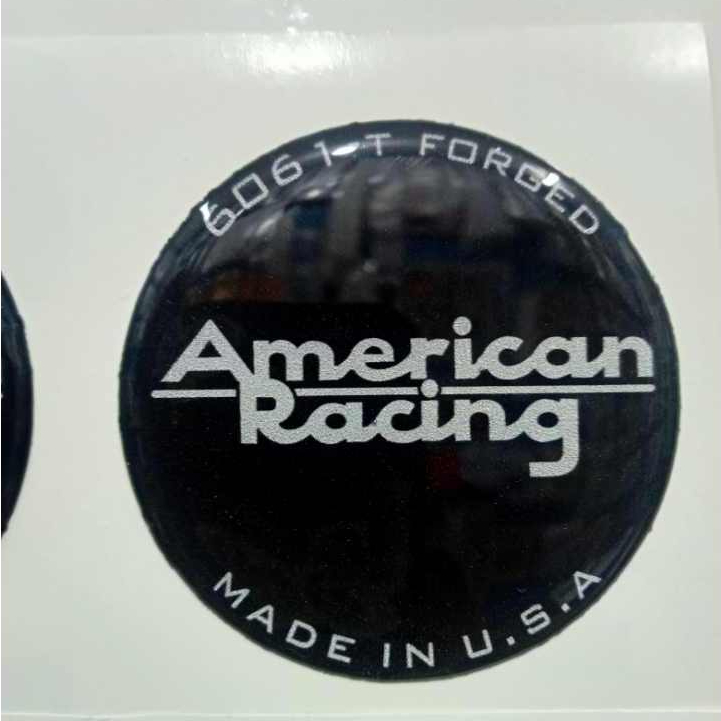 6061-T FORGED
American
Racing
MADE IN U.S.A